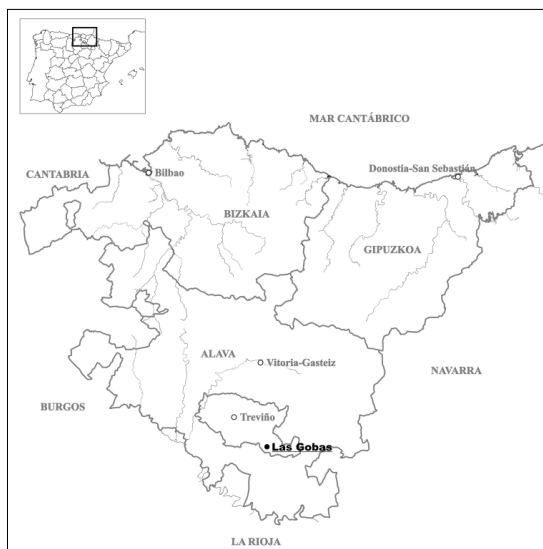 MAR CANTÁBRICO
CANTABRIA
Bilbao
Donostia-San Sebastián
BIZKAIA
GIPUZKOA
ALAVA
Vitoria-Gasteiz
NAVARRA
BURGOS
Treviño
Las Gobas
LA RIOJA